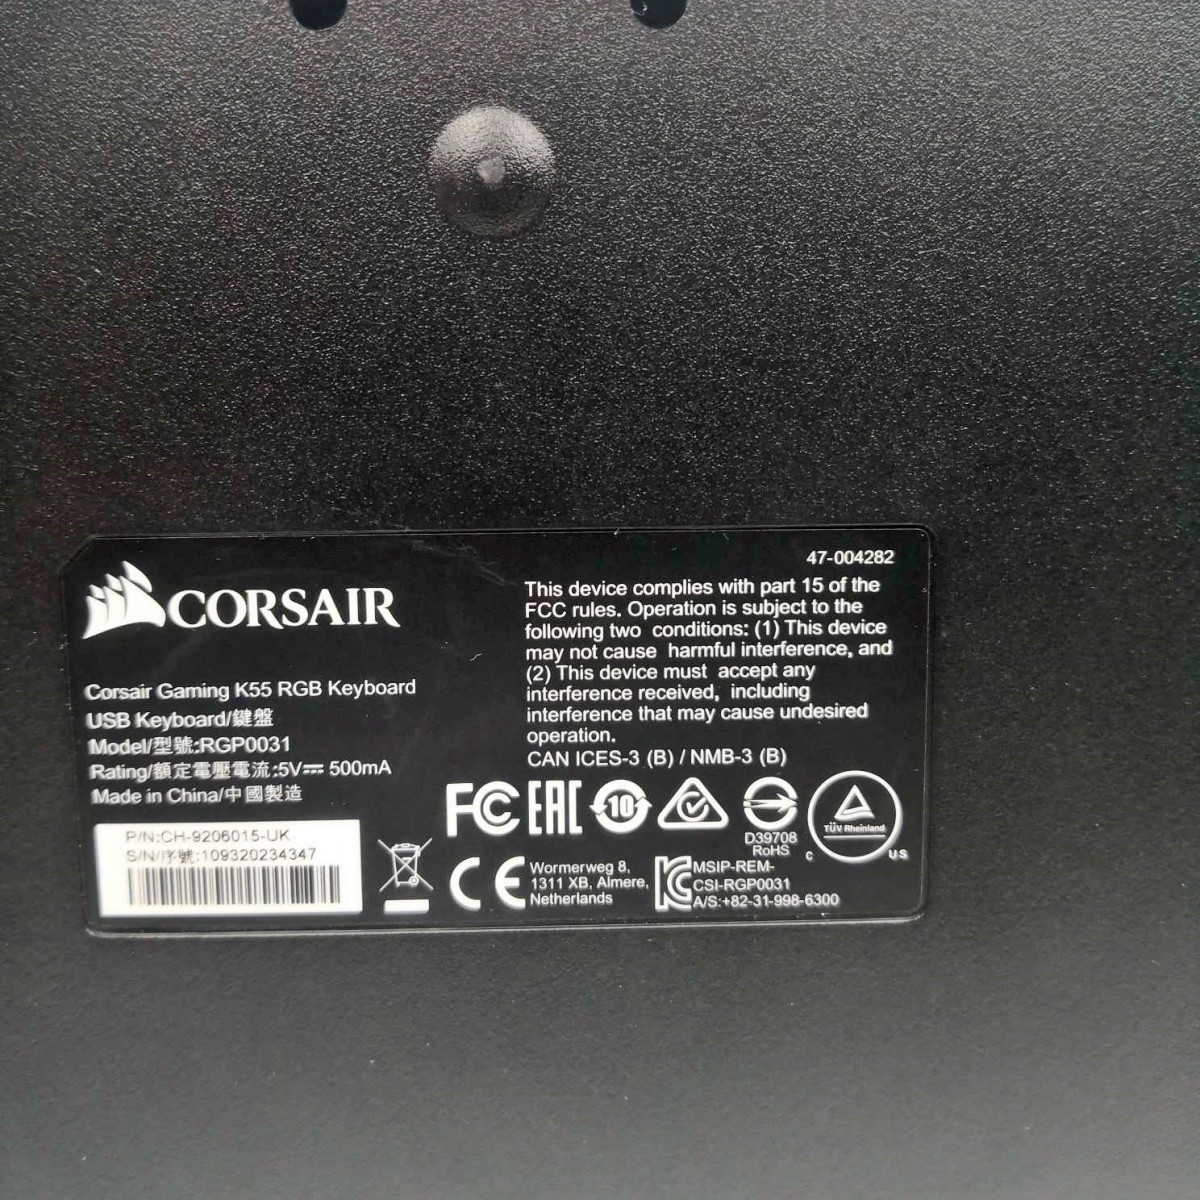 CORSAIR
Corsair Gaming K55 RGB Keyboard
USB Keyboard/鍵盤
Model/型號:RGP0031
Rating/額定電壓電流:5V⎓ 500mA
Made in China/中國製造
P/N:CH-9206015-UK
S/N/序號:109320234347
47-004282
This device complies with part 15 of the
FCC rules. Operation is subject to the
following two conditions: (1) This device
may not cause harmful interference, and
(2) This device must accept any
interference received, including
interference that may cause undesired
operation.
CAN ICES-3 (B) / NMB-3 (B)
FC EAC 10
D39708
RoHS
TÜV Rheinland
C US
CE
Wormerweg 8,
1311 XB, Almere,
Netherlands
KC
MSIP-REM-
CSI-RGP0031
A/S:+82-31-998-6300